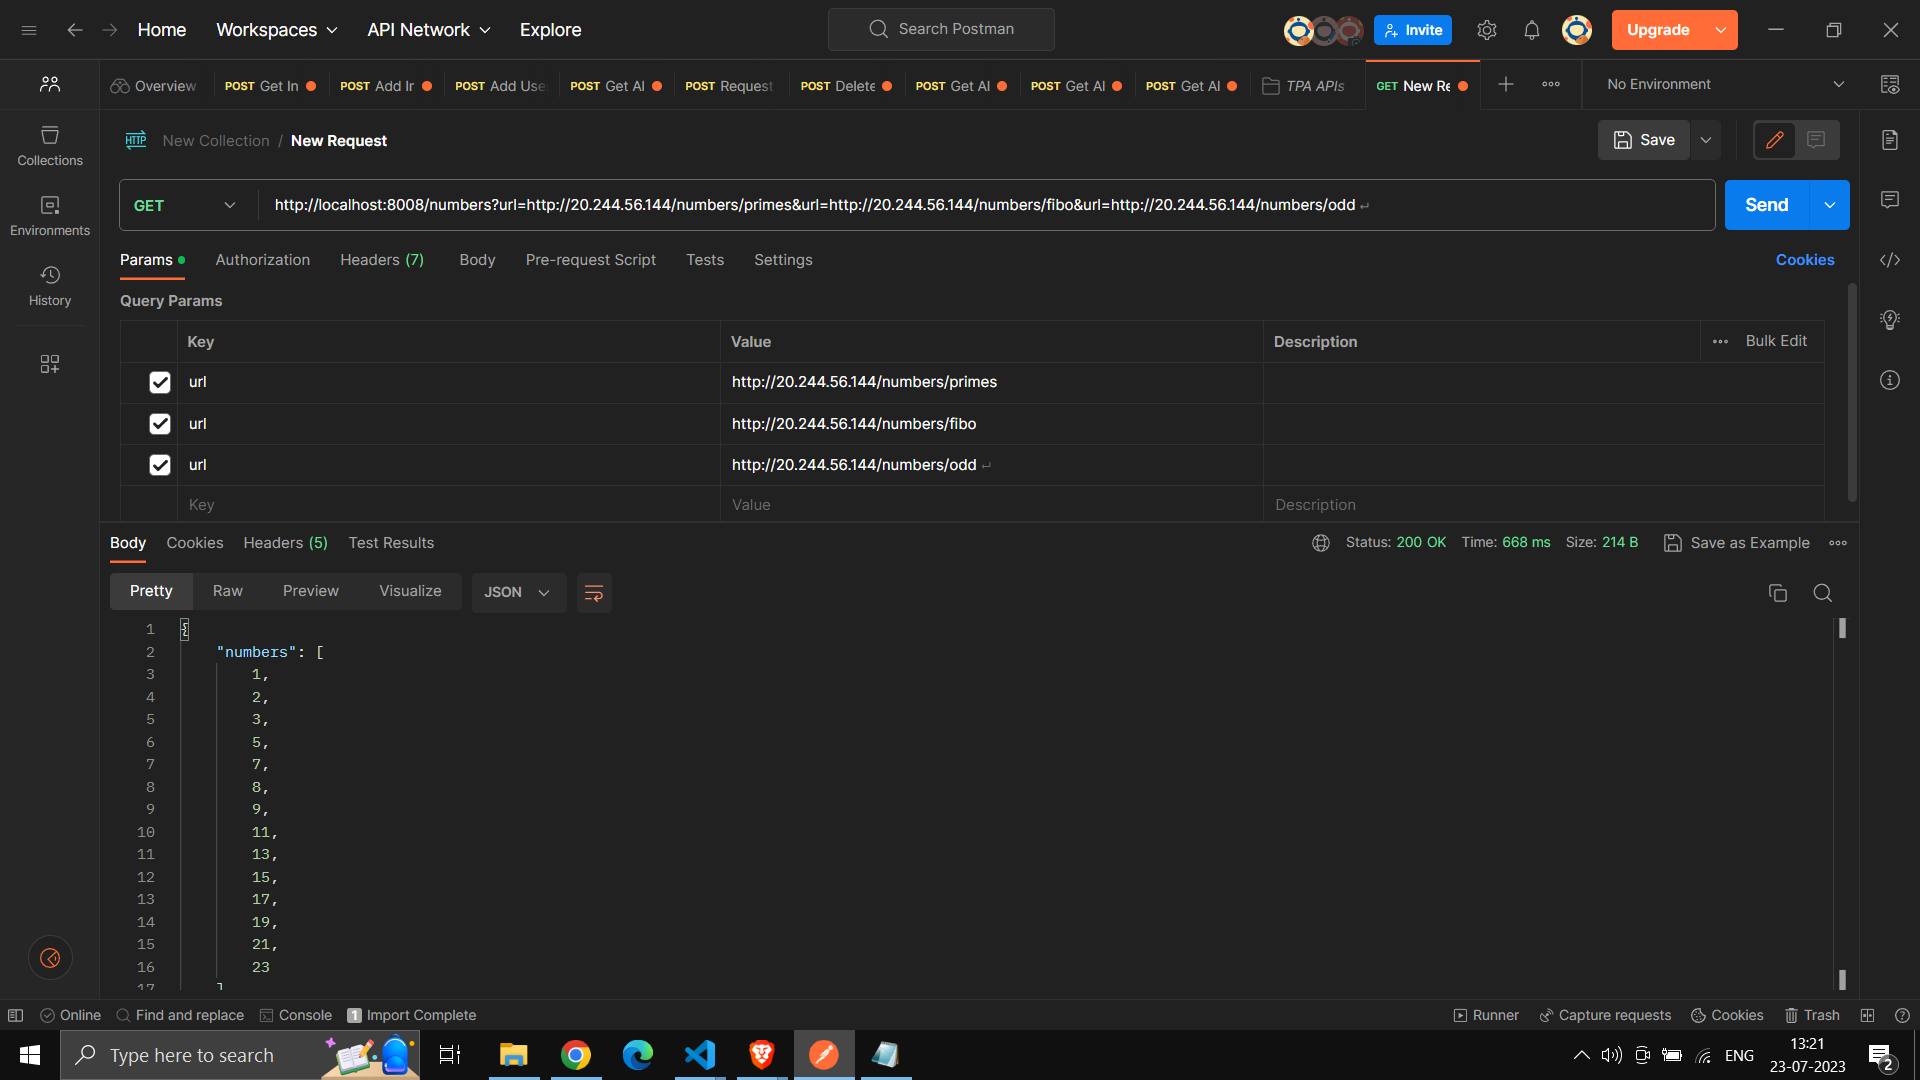 Home Workspaces API Network Explore Search Postman Invite Upgrade
Overview POST Get In POST Add Ir POST Add Use POST Get Al POST Request POST Delete POST Get Al POST Get Al POST Get Al TPA APIs GET New Re No Environment
HTTP New Collection / New Request Save
Collections
Environments
History
GET http://localhost:8008/numbers?url=http://20.244.56.144/numbers/primes&url=http://20.244.56.144/numbers/fibo&url=http://20.244.56.144/numbers/odd Send
Params Authorization Headers (7) Body Pre-request Script Tests Settings Cookies
Query Params
Key Value Description Bulk Edit
url http://20.244.56.144/numbers/primes
url http://20.244.56.144/numbers/fibo
url http://20.244.56.144/numbers/odd
Key Value Description
Body Cookies Headers (5) Test Results Status: 200 OK Time: 668 ms Size: 214 B Save as Example
Pretty Raw Preview Visualize JSON
1 {
2 "numbers": [
3 1,
4 2,
5 3,
6 5,
7 7,
8 8,
9 9,
10 11,
11 13,
12 15,
13 17,
14 19,
15 21,
16 23
17 ]
Online Find and replace Console 1 Import Complete Runner Capture requests Cookies Trash
Type here to search ENG 13:21
23-07-2023 2